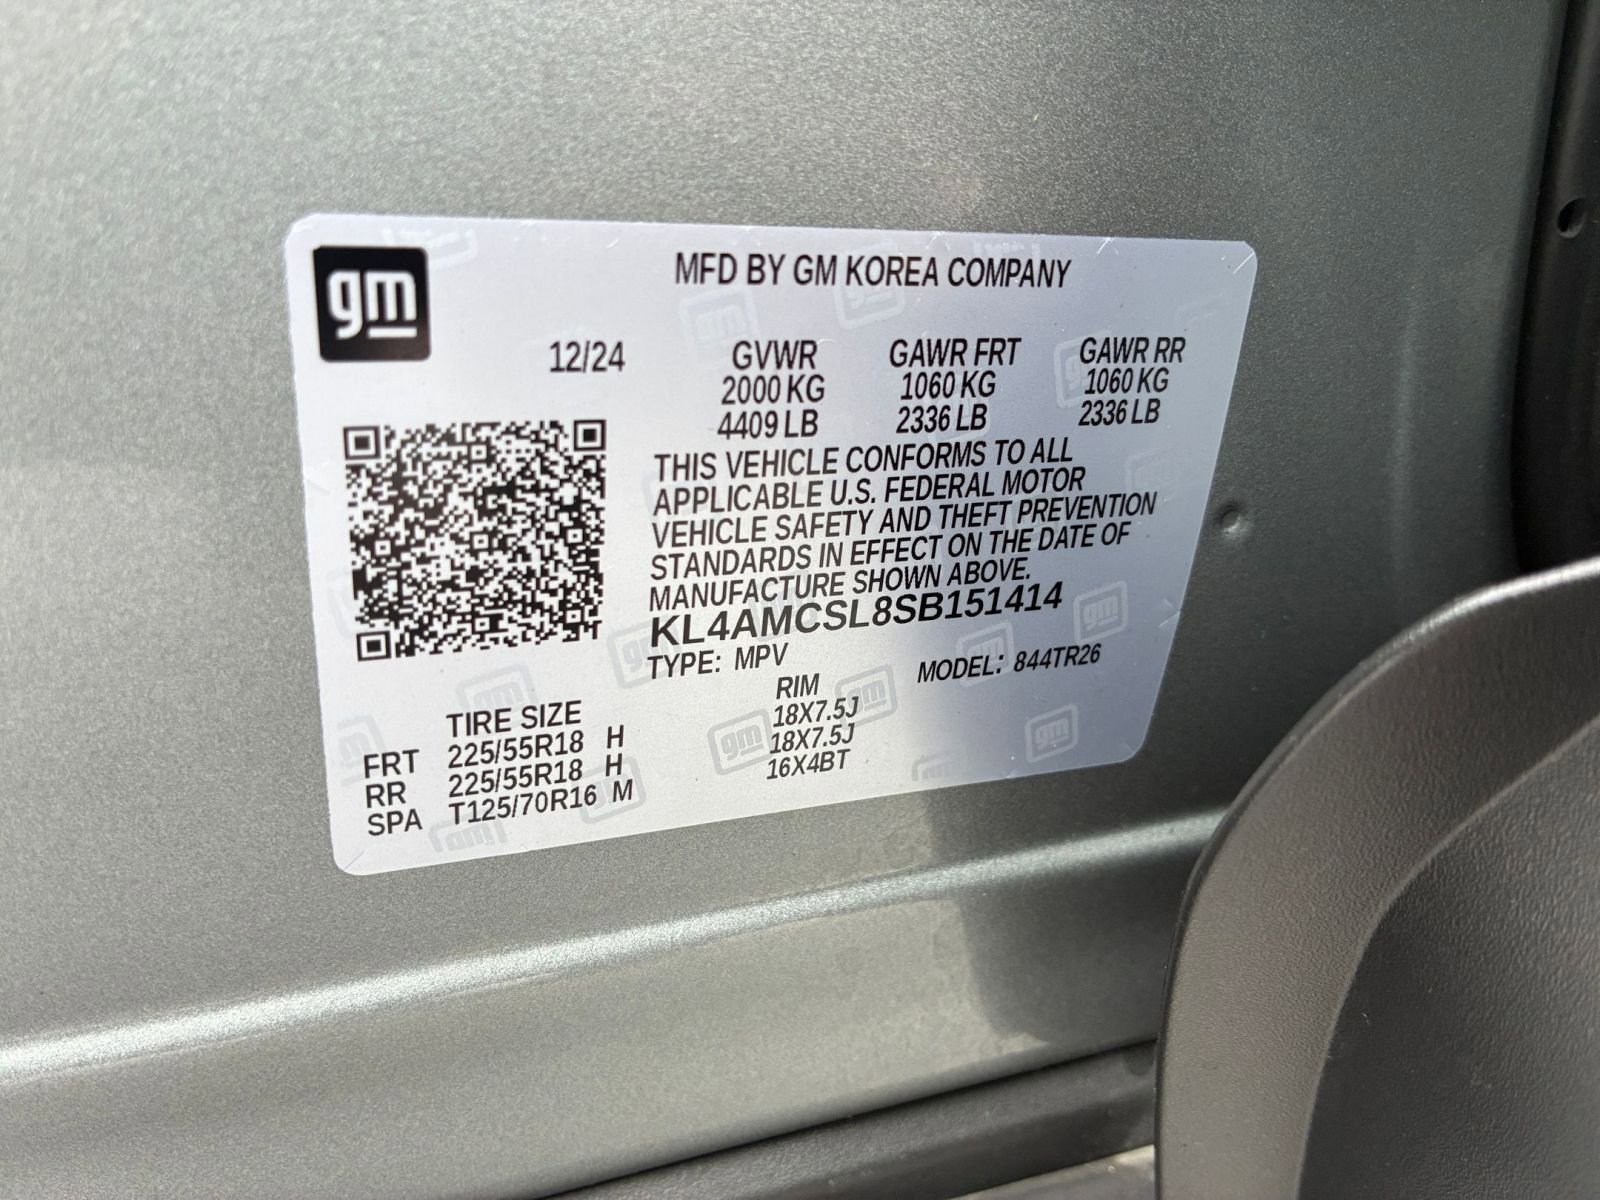 gm
MFD BY GM KOREA COMPANY
12/24 GVWR GAWR FRT GAWR RR
2000 KG 1060 KG 1060 KG
4409 LB 2336 LB 2336 LB
THIS VEHICLE CONFORMS TO ALL
APPLICABLE U.S. FEDERAL MOTOR
VEHICLE SAFETY AND THEFT PREVENTION
STANDARDS IN EFFECT ON THE DATE OF
MANUFACTURE SHOWN ABOVE.
KL4AMCSL8SB151414
TYPE: MPV MODEL: 844TR26
TIRE SIZE RIM
FRT 225/55R18 H 18X7.5J
RR 225/55R18 H 18X7.5J
SPA T125/70R16 M 16X4BT